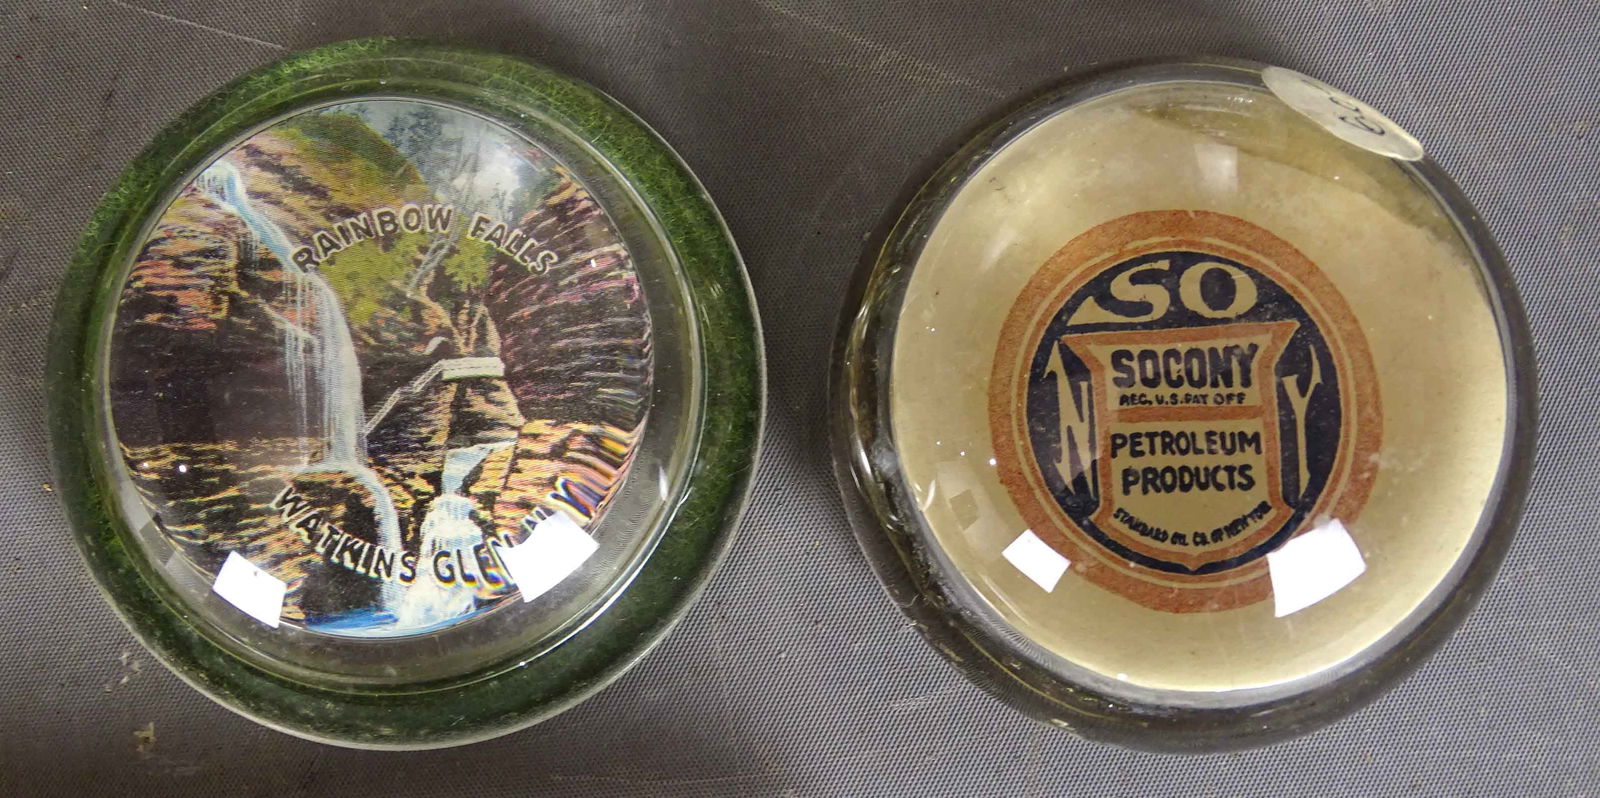 RAINBOW FALLS
WATKINS GLEN N.Y.
SO
N Y
SOCONY
REG. U.S. PAT OFF
PETROLEUM
PRODUCTS
STANDARD OIL CO. OF NEW YORK